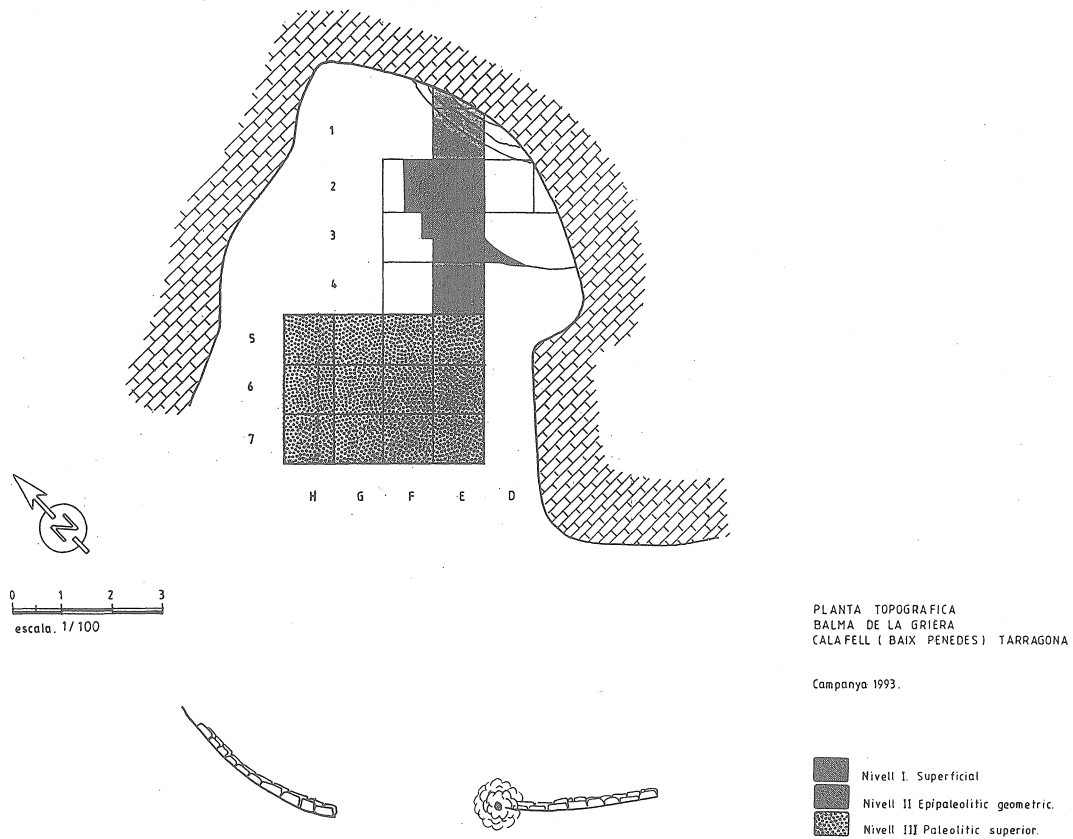 1
2
3
4
5
6
7
H G F E D
N
0 1 2 3
escala. 1/100
PLANTA TOPOGRAFICA
BALMA DE LA GRIERA
CALAFELL ( BAIX PENEDES) TARRAGONA
Campanya 1993.
Nivell I. Superficial
Nivell II Epipaleolitic geometric.
Nivell III Paleolitic superior.